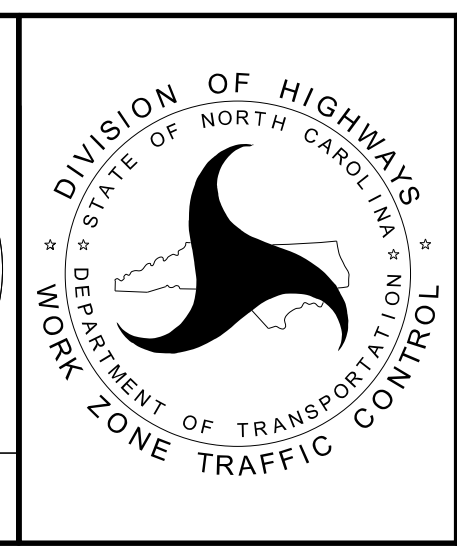 DIVISION OF HIGHWAYS
STATE OF NORTH CAROLINA
DEPARTMENT OF TRANSPORTATION
WORK ZONE TRAFFIC CONTROL